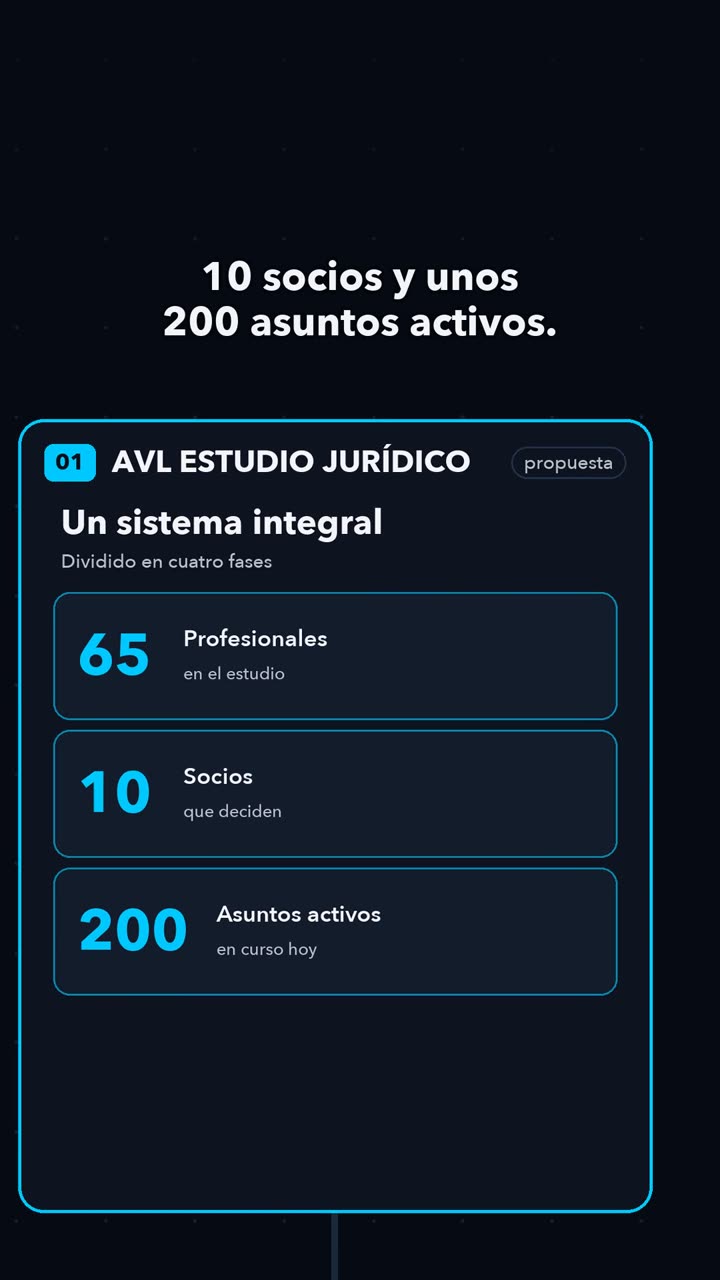 10 socios y unos
200 asuntos activos.
01 AVL ESTUDIO JURÍDICO propuesta
Un sistema integral
Dividido en cuatro fases
65 Profesionales
en el estudio
10 Socios
que deciden
200 Asuntos activos
en curso hoy